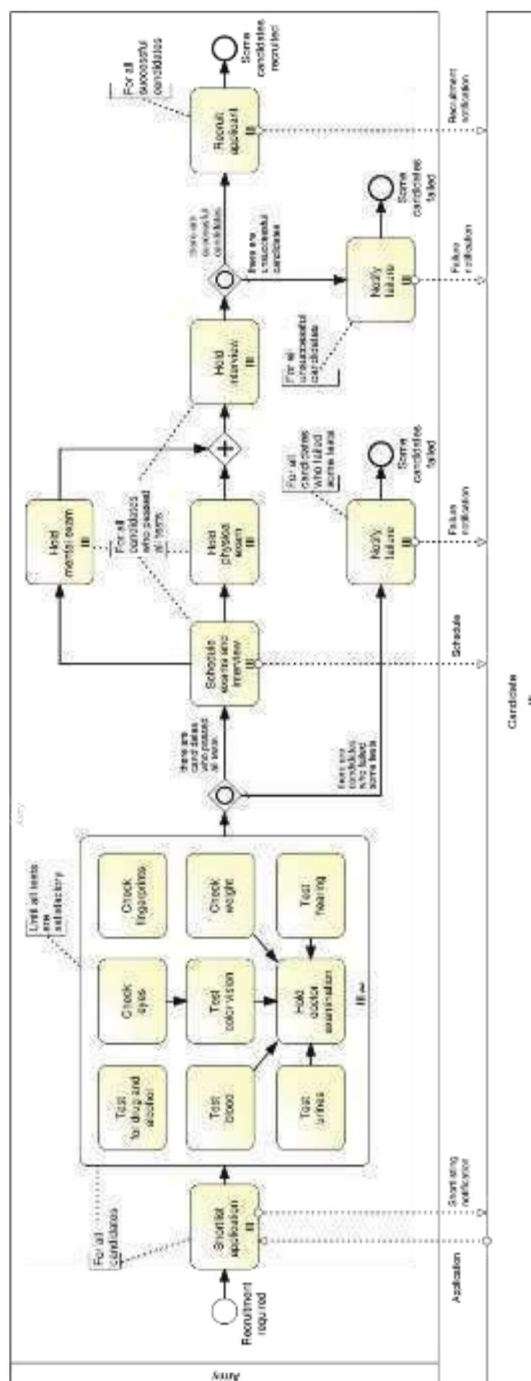 Army
Army
Recruitment
required
For all
candidates
Shortlist
application
Application
Shortlisting
notification
Until all tests
are
satisfactory
Test
for drug and
alcohol
Check
eyes
Check
fingerprints
Test
blood
Test
color vision
Check
weight
Test
urines
Hold
doctor
examination
Test
hearing
there are
candidates
who passed
all tests
there are
candidates
who failed
some tests
Schedule
exams and
interview
Schedule
Hold
mental exam
For all
candidates
who passed
all tests
Hold
physical
exam
Hold
interview
For all
candidates
who failed
some tests
Notify
failure
Some
candidates
failed
Failure
notification
there are
successful
candidates
there are
unsuccessful
candidates
For all
successful
candidates
Recruit
applicant
Some
candidates
recruited
Recruitment
notification
For all
unsuccessful
candidates
Notify
failure
Some
candidates
failed
Failure
notification
Candidate